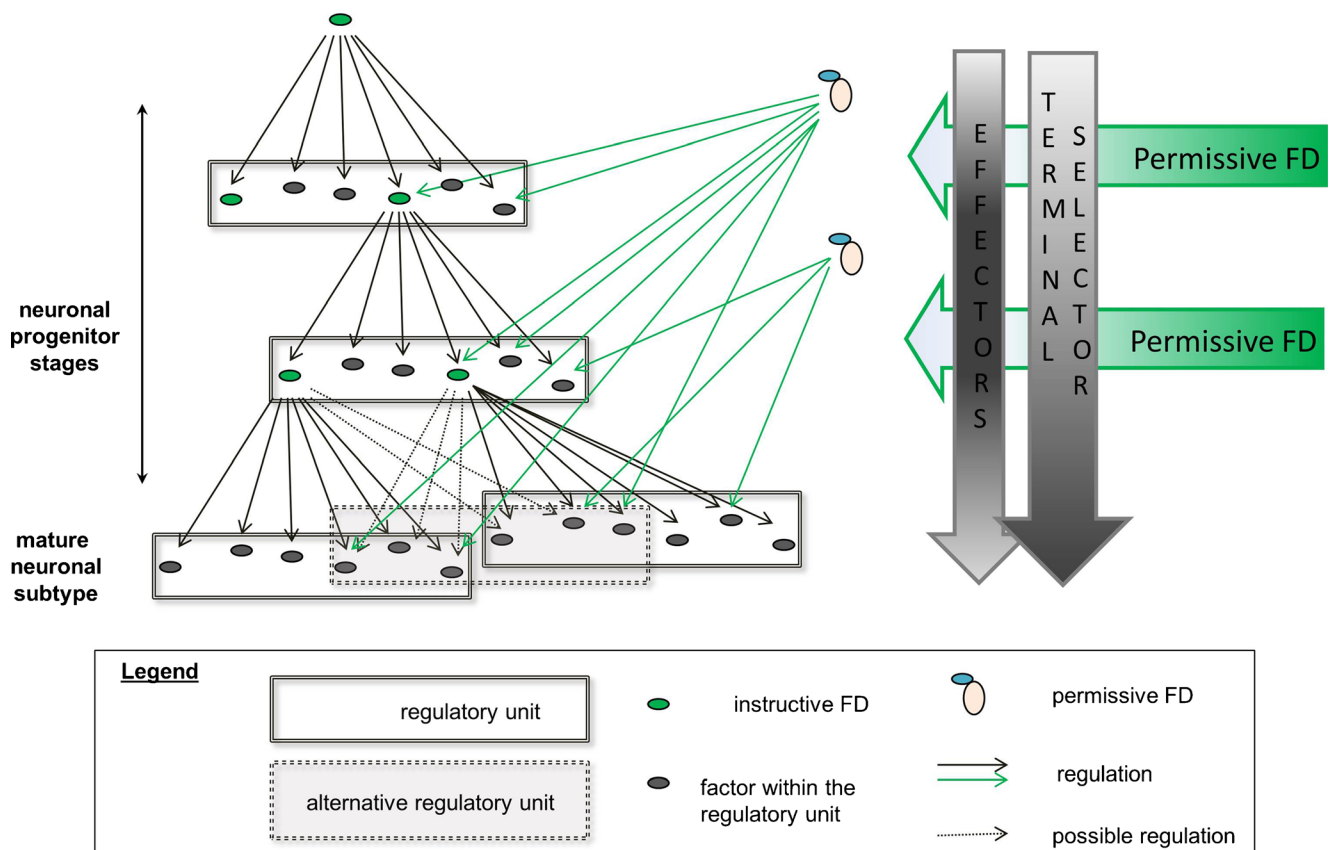 EFFECTORS
TERMINAL
SELECTOR
Permissive FD
Permissive FD
neuronal
progenitor
stages
mature
neuronal
subtype
Legend
regulatory unit
instructive FD
permissive FD
alternative regulatory unit
factor within the
regulatory unit
regulation
possible regulation